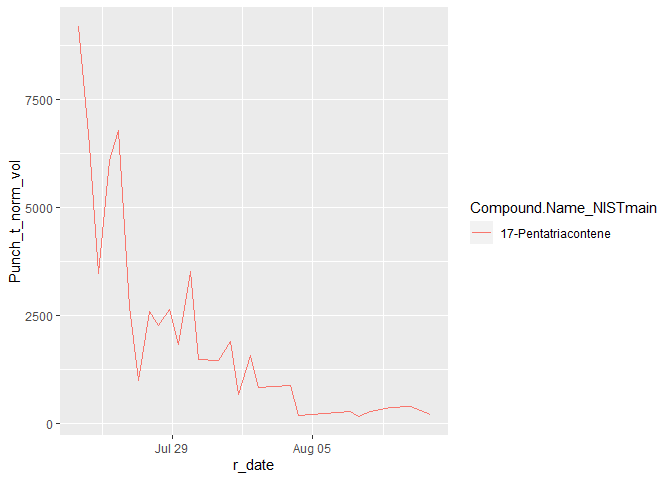 7500
5000
2500
0
Punch_t_norm_vol
Jul 29
Aug 05
r_date
Compound.Name_NISTmain
17-Pentatriacontene